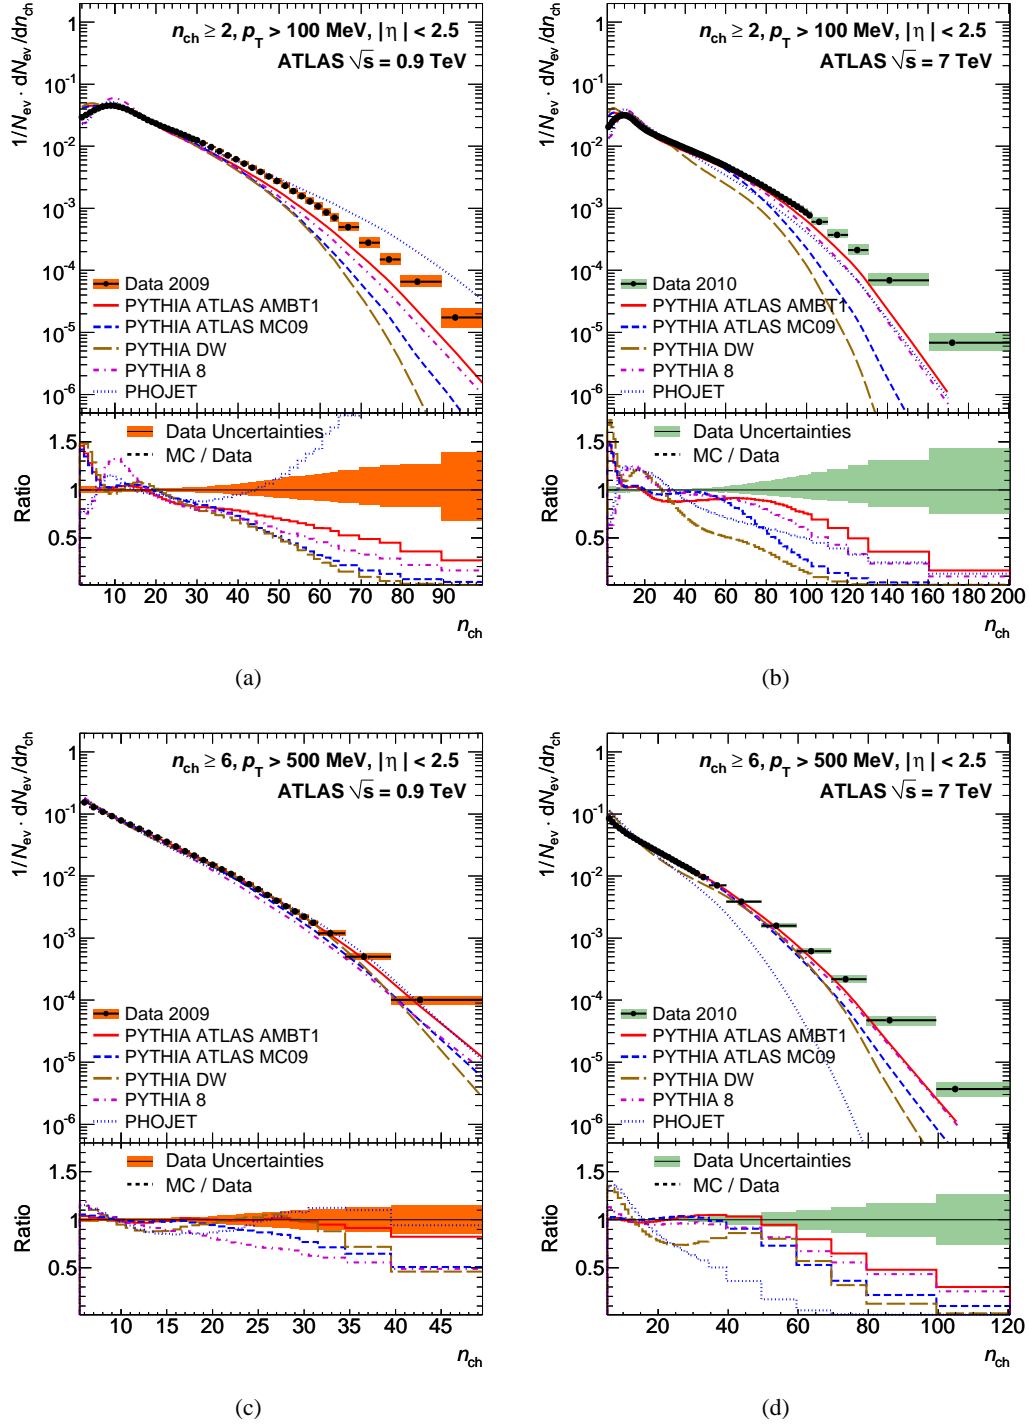 n_ch ≥ 2, p_T > 100 MeV, |η| < 2.5
ATLAS √s = 0.9 TeV
1/N_ev · dN_ev/dn_ch
1
10^-1
10^-2
10^-3
10^-4
10^-5
10^-6
Data 2009
PYTHIA ATLAS AMBT1
PYTHIA ATLAS MC09
PYTHIA DW
PYTHIA 8
PHOJET
Data Uncertainties
MC / Data
Ratio
1.5
1
0.5
10 20 30 40 50 60 70 80 90
n_ch
(a)
n_ch ≥ 2, p_T > 100 MeV, |η| < 2.5
ATLAS √s = 7 TeV
1/N_ev · dN_ev/dn_ch
1
10^-1
10^-2
10^-3
10^-4
10^-5
10^-6
Data 2010
PYTHIA ATLAS AMBT1
PYTHIA ATLAS MC09
PYTHIA DW
PYTHIA 8
PHOJET
Data Uncertainties
MC / Data
Ratio
1.5
1
0.5
20 40 60 80 100 120 140 160 180 200
n_ch
(b)
n_ch ≥ 6, p_T > 500 MeV, |η| < 2.5
ATLAS √s = 0.9 TeV
1/N_ev · dN_ev/dn_ch
1
10^-1
10^-2
10^-3
10^-4
10^-5
10^-6
Data 2009
PYTHIA ATLAS AMBT1
PYTHIA ATLAS MC09
PYTHIA DW
PYTHIA 8
PHOJET
Data Uncertainties
MC / Data
Ratio
1.5
1
0.5
10 15 20 25 30 35 40 45
n_ch
(c)
n_ch ≥ 6, p_T > 500 MeV, |η| < 2.5
ATLAS √s = 7 TeV
1/N_ev · dN_ev/dn_ch
1
10^-1
10^-2
10^-3
10^-4
10^-5
10^-6
Data 2010
PYTHIA ATLAS AMBT1
PYTHIA ATLAS MC09
PYTHIA DW
PYTHIA 8
PHOJET
Data Uncertainties
MC / Data
Ratio
1.5
1
0.5
20 40 60 80 100 120
n_ch
(d)